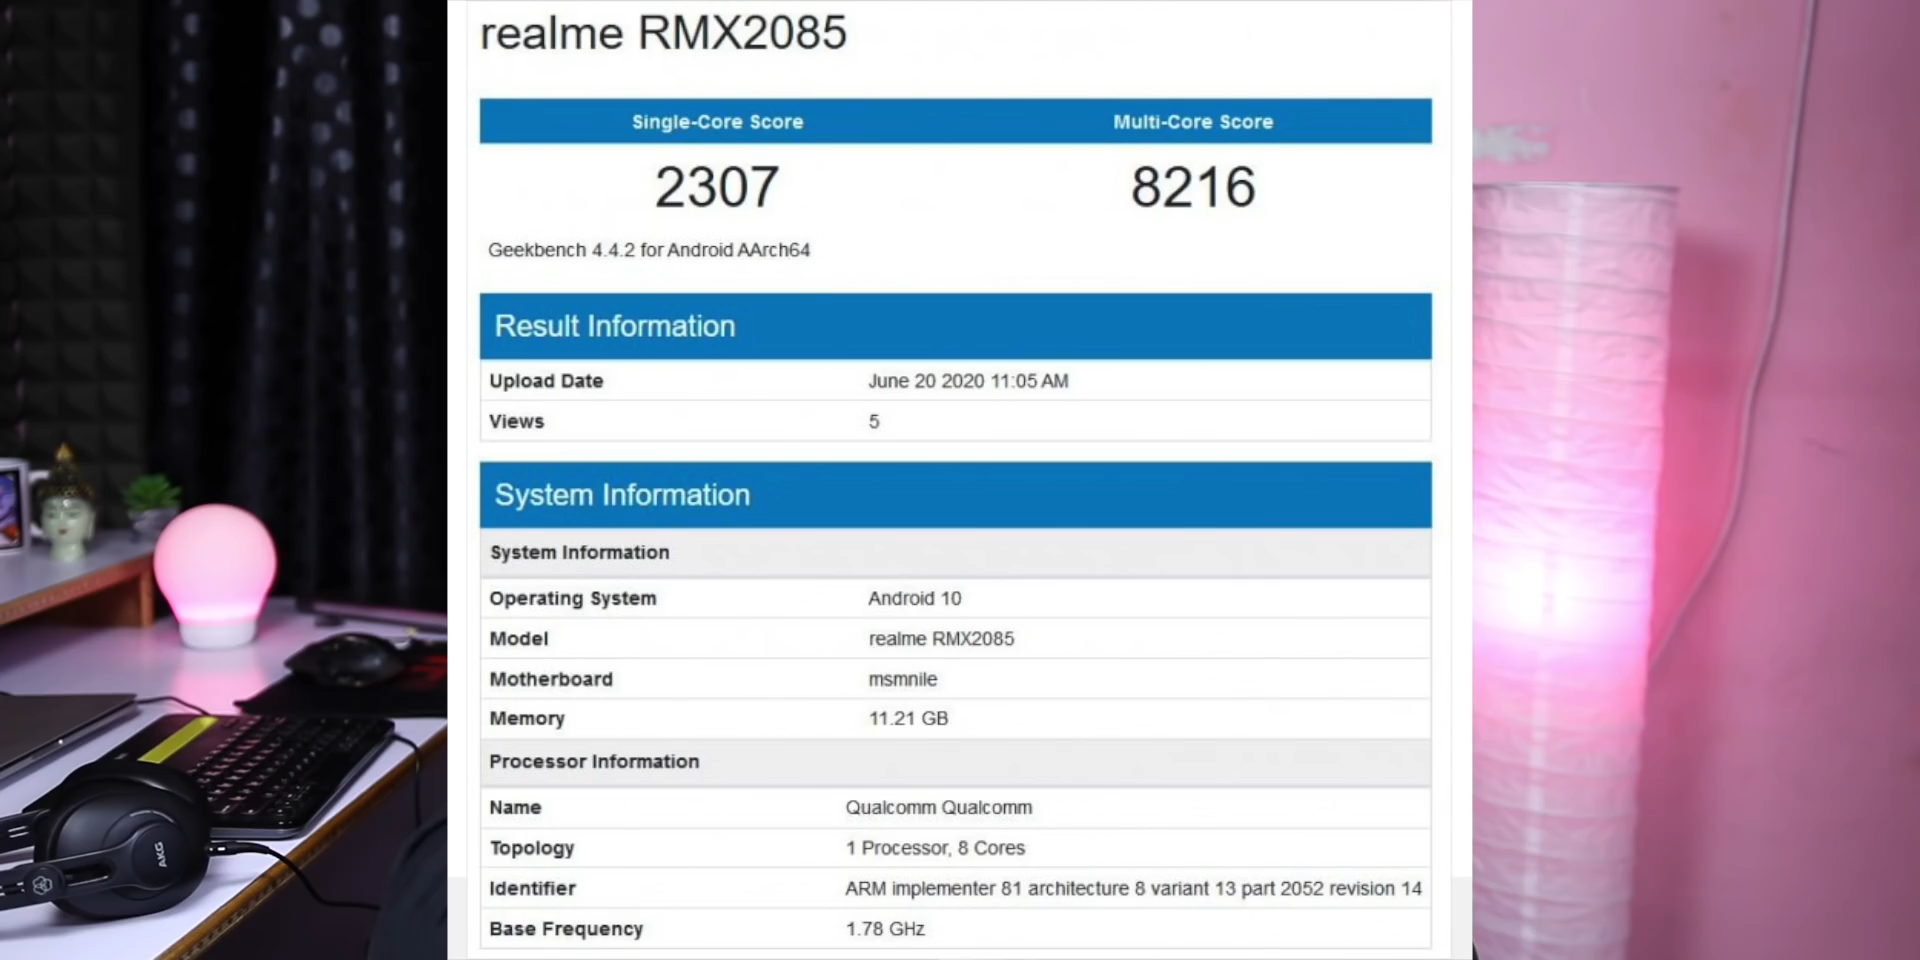 realme RMX2085
Single-Core Score Multi-Core Score
2307 8216
Geekbench 4.4.2 for Android AArch64
Result Information
Upload Date June 20 2020 11:05 AM
Views 5
System Information
System Information
Operating System Android 10
Model realme RMX2085
Motherboard msmnile
Memory 11.21 GB
Processor Information
Name Qualcomm Qualcomm
Topology 1 Processor, 8 Cores
Identifier ARM implementer 81 architecture 8 variant 13 part 2052 revision 14
Base Frequency 1.78 GHz
AKG